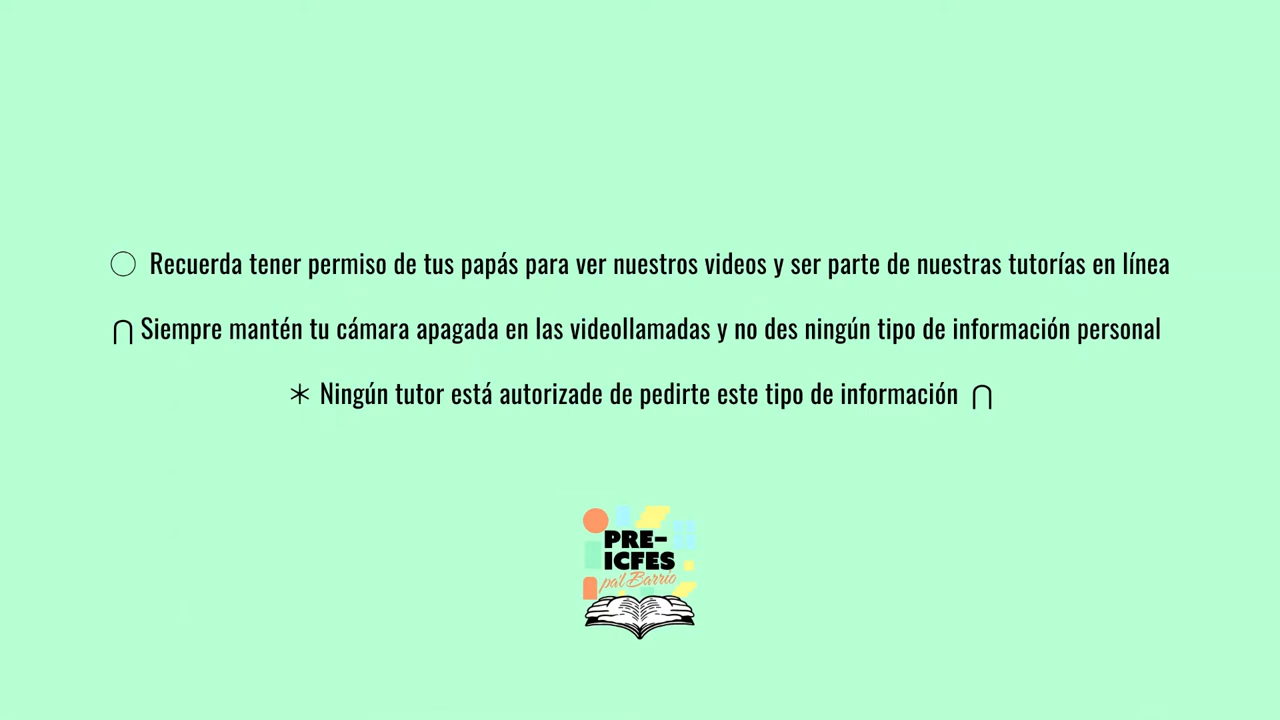 Recuerda tener permiso de tus papás para ver nuestros videos y ser parte de nuestras tutorías en línea
Siempre mantén tu cámara apagada en las videollamadas y no des ningún tipo de información personal
* Ningún tutor está autorizade de pedirte este tipo de información
PRE-
ICFES
pa'l Barrio